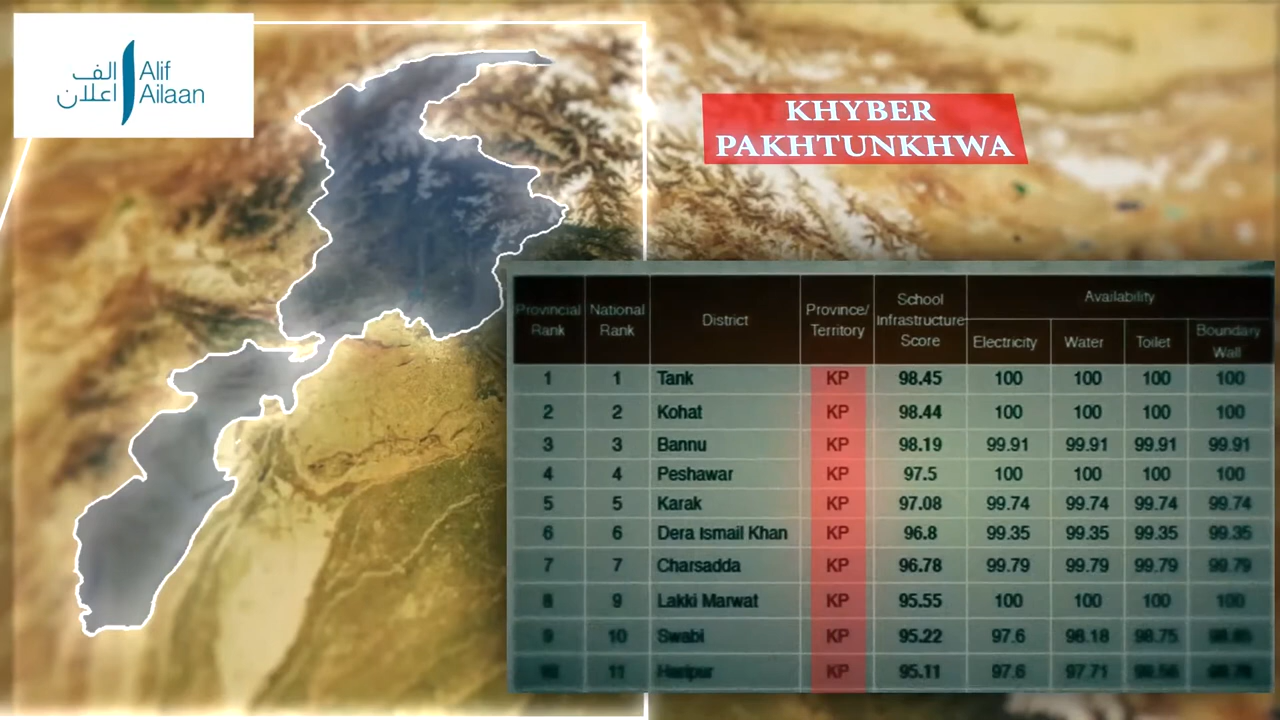 الف
اعلان
Alif
Ailaan
KHYBER
PAKHTUNKHWA
Provincial Rank | National Rank | District | Province/ Territory | School Infrastructure Score | Availability
Electricity | Water | Toilet | Boundary Wall
1 | 1 | Tank | KP | 98.45 | 100 | 100 | 100 | 100
2 | 2 | Kohat | KP | 98.44 | 100 | 100 | 100 | 100
3 | 3 | Bannu | KP | 98.19 | 99.91 | 99.91 | 99.91 | 99.91
4 | 4 | Peshawar | KP | 97.5 | 100 | 100 | 100 | 100
5 | 5 | Karak | KP | 97.08 | 99.74 | 99.74 | 99.74 | 99.74
6 | 6 | Dera Ismail Khan | KP | 96.8 | 99.35 | 99.35 | 99.35 | 99.35
7 | 7 | Charsadda | KP | 96.78 | 99.79 | 99.79 | 99.79 | 99.79
8 | 9 | Lakki Marwat | KP | 95.55 | 100 | 100 | 100 | 100
9 | 10 | Swabi | KP | 95.22 | 97.6 | 98.18 | 98.75
10 | 11 | Haripur | KP | 95.11 | 97.6 | 97.71